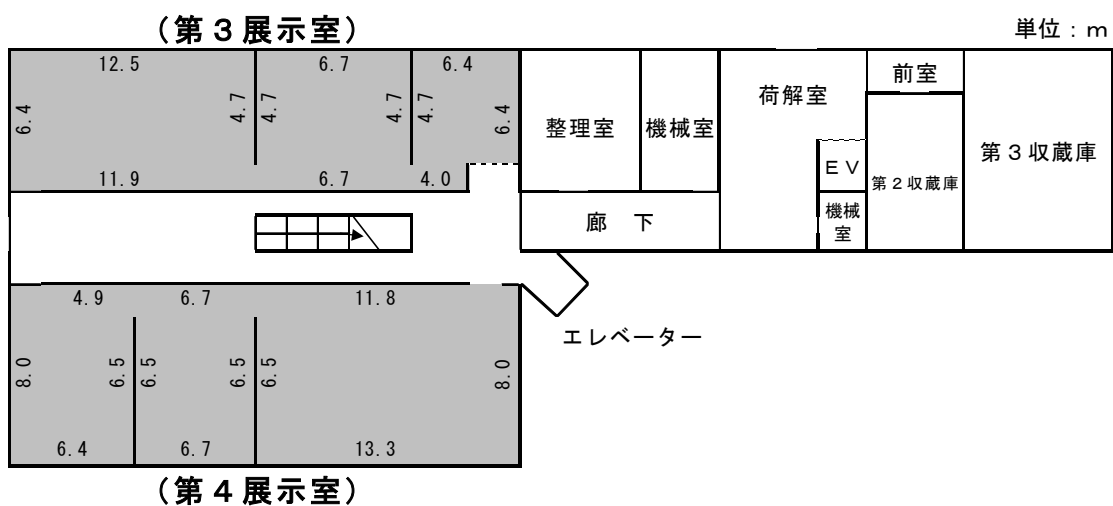 （第３展示室）
単位：ｍ
12.5
6.7
6.4
6.4
4.7
4.7
4.7
4.7
6.4
11.9
6.7
4.0
整理室
機械室
荷解室
前室
ＥＶ
第２収蔵庫
機械
室
第３収蔵庫
廊　下
4.9
6.7
11.8
8.0
6.5
6.5
6.5
6.5
8.0
エレベーター
6.4
6.7
13.3
（第４展示室）